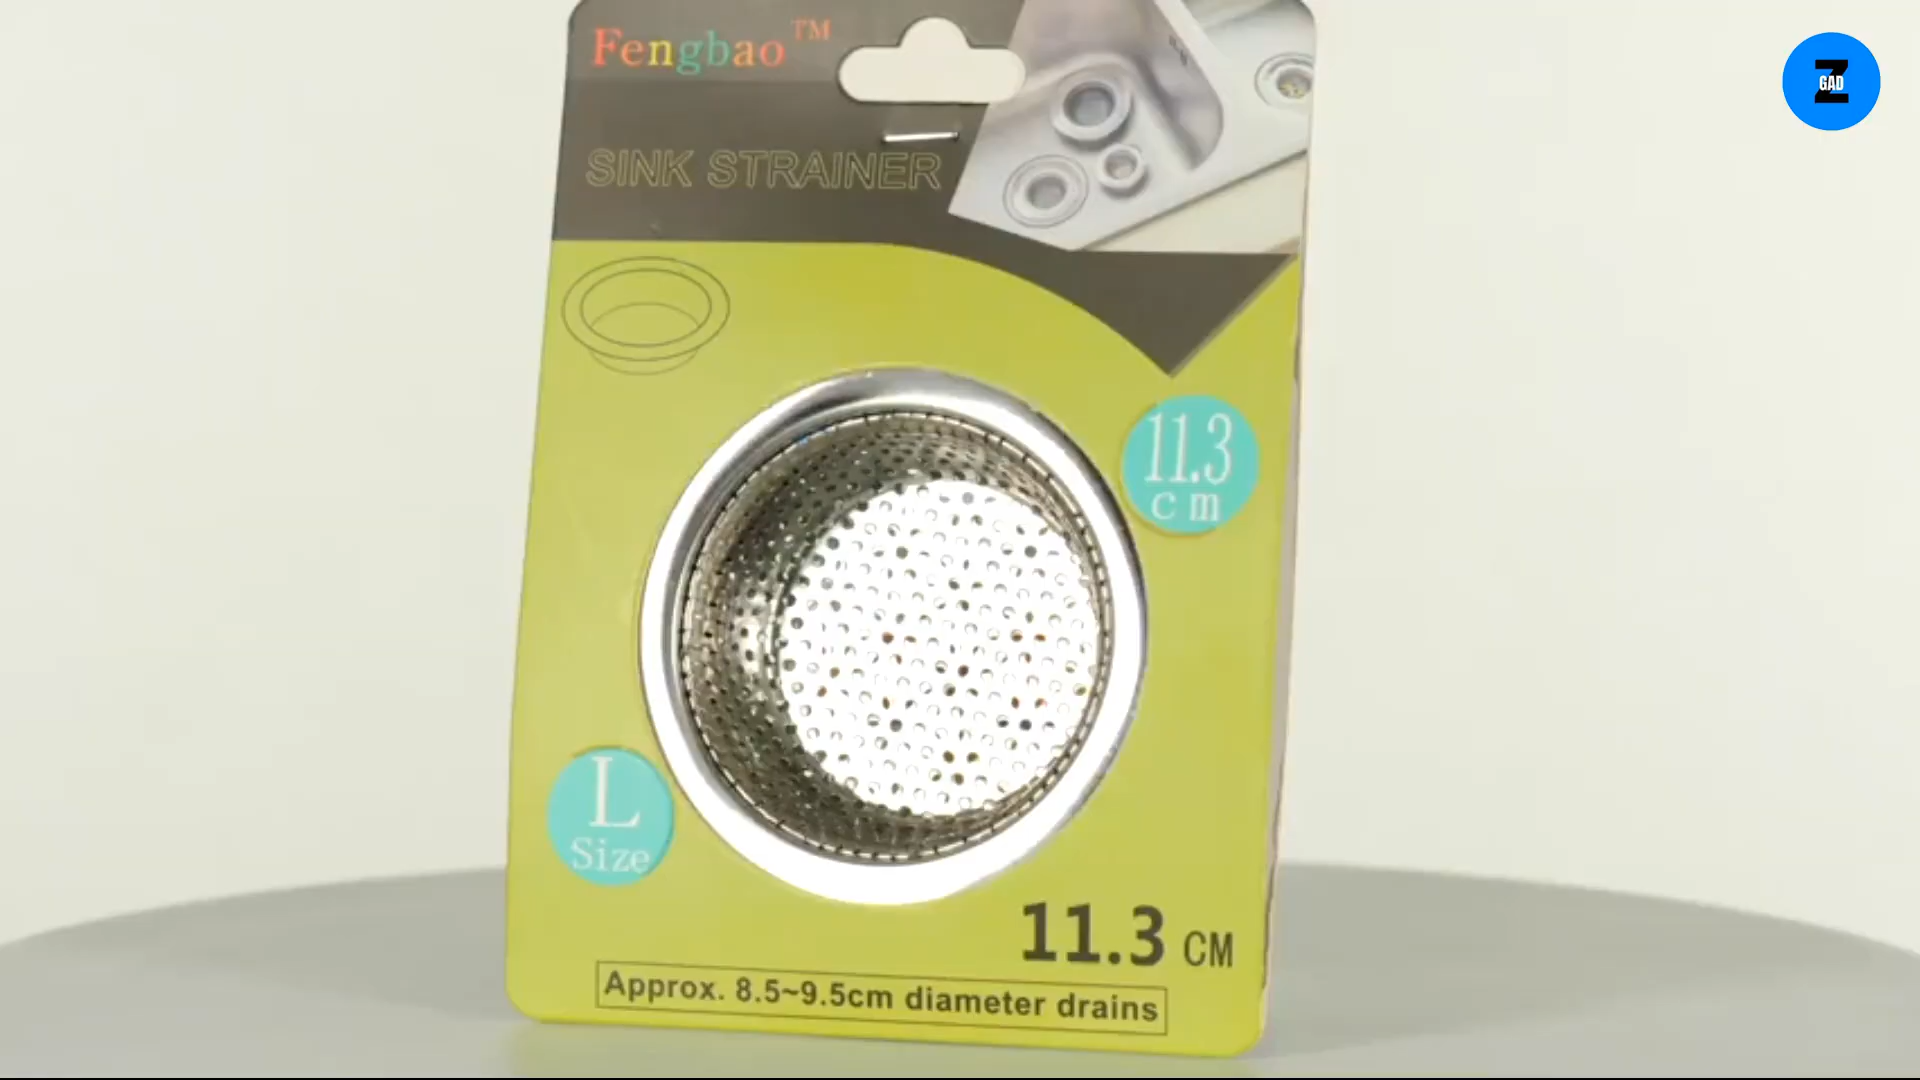 Fengbao™
SINK STRAINER
11.3
cm
L
Size
11.3 CM
Approx. 8.5~9.5cm diameter drains
Z
GAD